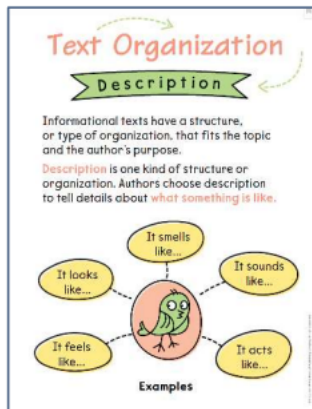 Text Organization
Description
Informational texts have a structure,
or type of organization, that fits the topic
and the author's purpose.
Description is one kind of structure or
organization. Authors choose description
to tell details about what something is like.
It smells
like...
It looks
like...
It sounds
like...
It feels
like...
It acts
like...
Examples